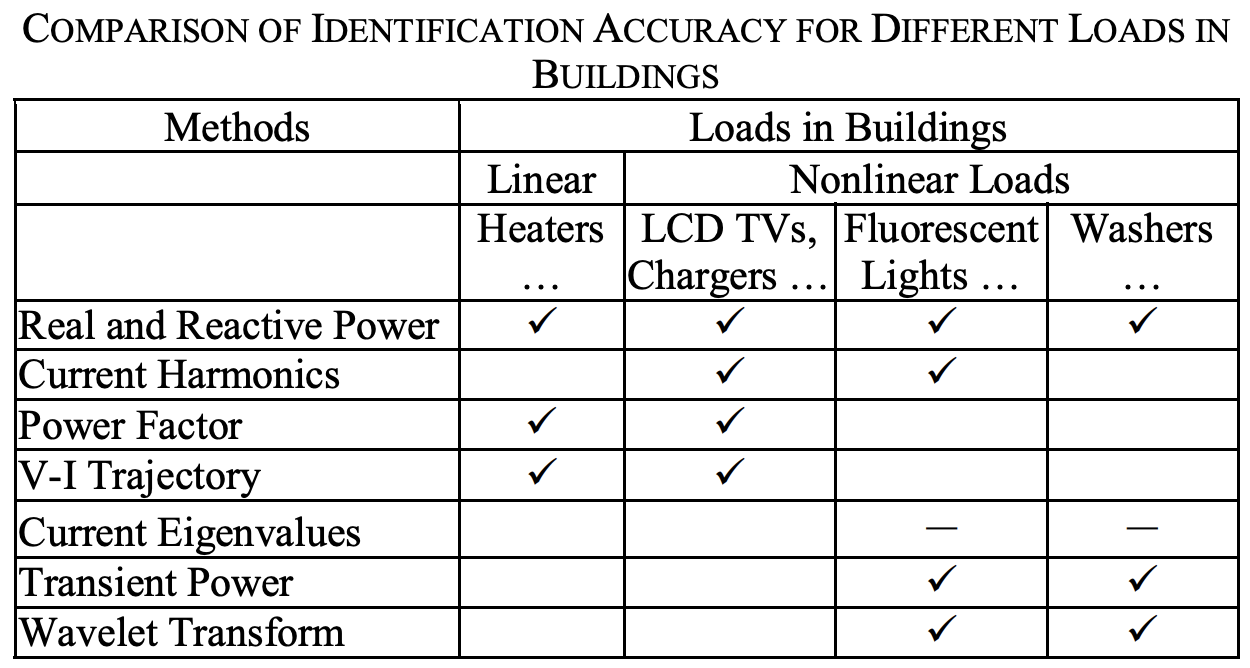 COMPARISON OF IDENTIFICATION ACCURACY FOR DIFFERENT LOADS IN
BUILDINGS
Methods Loads in Buildings
Linear Nonlinear Loads
Heaters LCD TVs, Fluorescent Washers
… Chargers … Lights … …
Real and Reactive Power ✓ ✓ ✓ ✓
Current Harmonics ✓ ✓
Power Factor ✓ ✓
V-I Trajectory ✓ ✓
Current Eigenvalues — —
Transient Power ✓ ✓
Wavelet Transform ✓ ✓